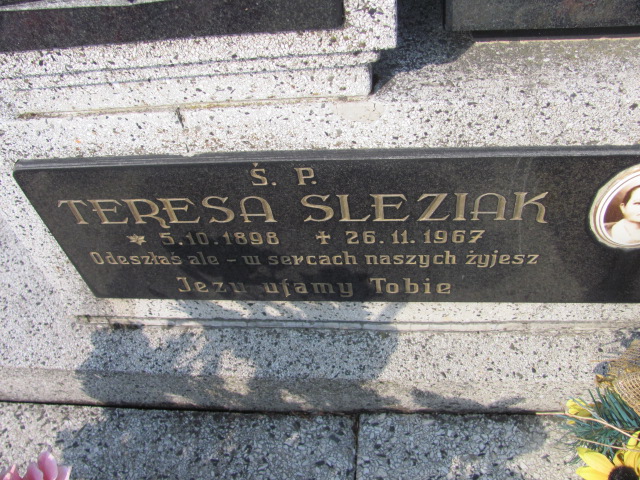 Ś. P.
TERESA SLEZIAK
* 5.10.1898 + 26.11.1967
Odeszłaś ale - w sercach naszych żyjesz
Jezu ufamy Tobie